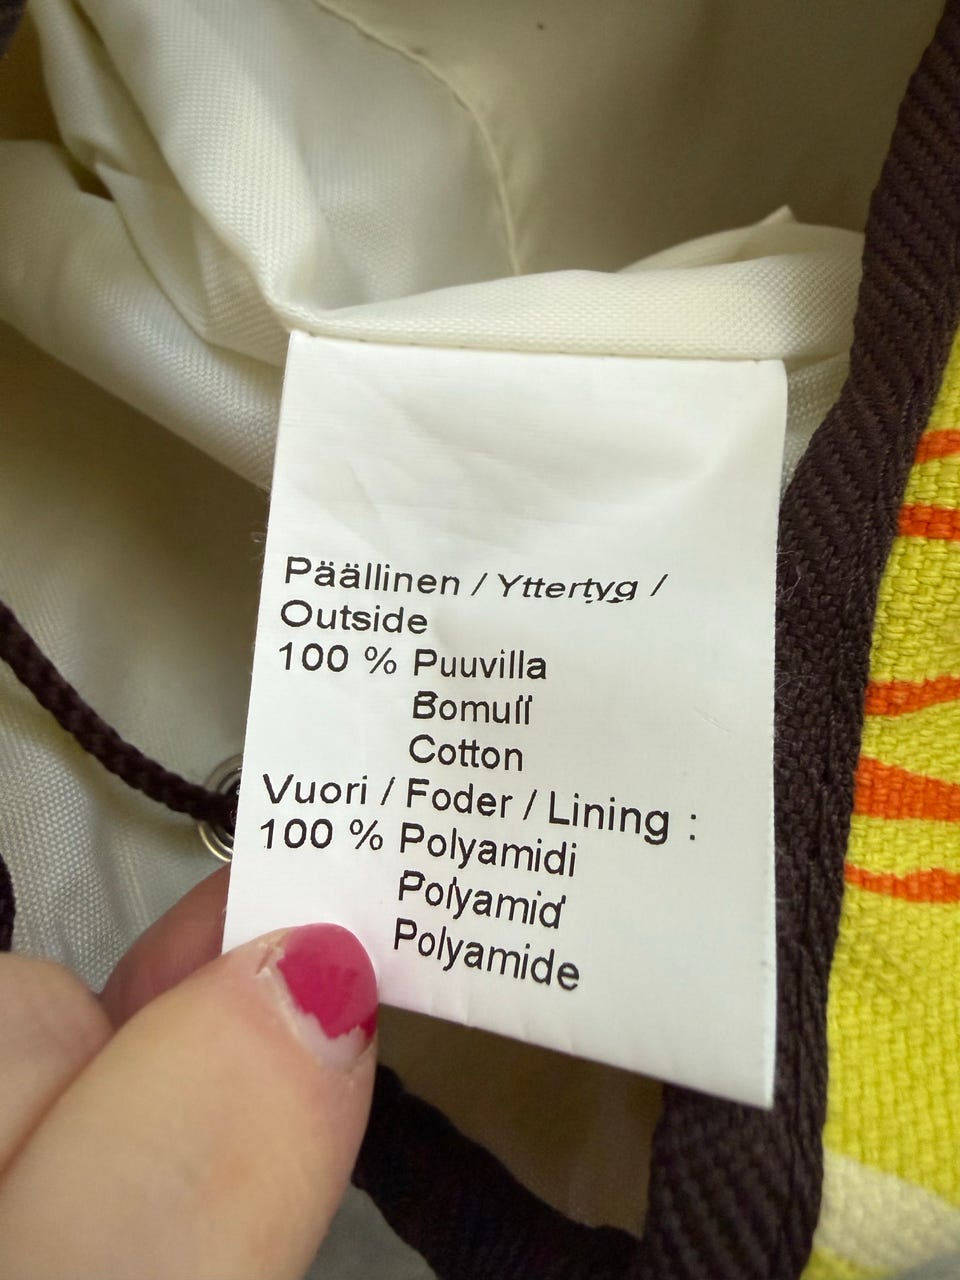 Päällinen / Yttertyg /
Outside
100 % Puuvilla
Bomull
Cotton
Vuori / Foder / Lining :
100 % Polyamidi
Polyamid
Polyamide